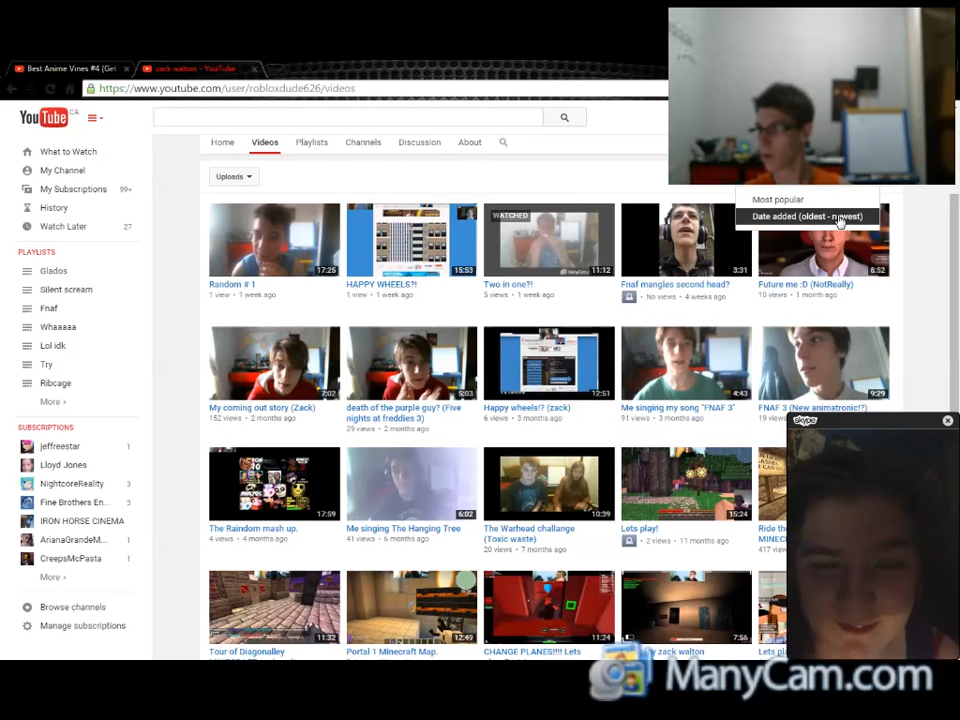 Best Anime Vines #4 (Ge
zack walton - YouTube
https://www.youtube.com/user/robloxdude626/videos
YouTube CA
What to Watch
My Channel
My Subscriptions 99+
History
Watch Later 27
PLAYLISTS
Glados
Silent scream
Fnaf
Whaaaaa
Lol idk
Try
Ribcage
More ›
SUBSCRIPTIONS
jeffreestar 1
Lloyd Jones
NightcoreReality 3
Fine Brothers En... 3
IRON HORSE CINEMA
ArianaGrandeM... 1
CreepsMcPasta 1
More ›
Browse channels
Manage subscriptions
Home Videos Playlists Channels Discussion About
Uploads
Most popular
Date added (oldest - newest)
17:25
15:53
WATCHED
11:12
3:31
8:52
Random # 1
1 view • 1 week ago
HAPPY WHEELS?!
1 view • 1 week ago
Two in one?!
5 views • 1 week ago
Fnaf mangles second head?
No views • 4 weeks ago
Future me :D (NotReally)
10 views • 1 month ago
7:02
5:03
12:51
4:43
9:29
My coming out story (Zack)
152 views • 2 months ago
death of the purple guy? (Five
nights at freddies 3)
29 views • 2 months ago
Happy wheels!? (zack)
6 views • 3 months ago
Me singing my song "FNAF 3"
91 views • 3 months ago
FNAF 3 (New animatronic!?)
19 views
17:59
6:02
10:39
15:24
The Raindom mash up.
4 views • 4 months ago
Me singing The Hanging Tree
41 views • 6 months ago
The Warhead challenge
(Toxic waste)
20 views • 7 months ago
Lets play!
2 views • 11 months ago
Ride the
MINEC
417 view
11:32
12:49
11:24
7:56
Tour of Diagonalley
Portal 1 Minecraft Map.
CHANGE PLANES!!!! Lets
y zack walton
Lets pl
skype
ManyCam.com